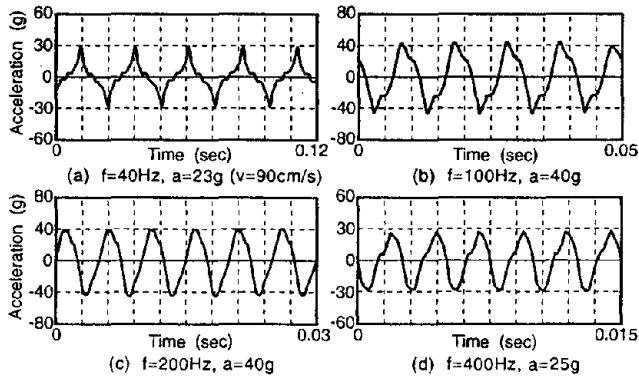 Acceleration (g)
60
30
0
-30
-60
0
0.12
Time (sec)
(a) f=40Hz, a=23g (v=90cm/s)
80
40
0
-40
-80
0
0.05
Time (sec)
(b) f=100Hz, a=40g
Acceleration (g)
80
40
0
-40
-80
0
0.03
Time (sec)
(c) f=200Hz, a=40g
60
30
0
30
-60
0
0.015
Time (sec)
(d) f=400Hz, a=25g